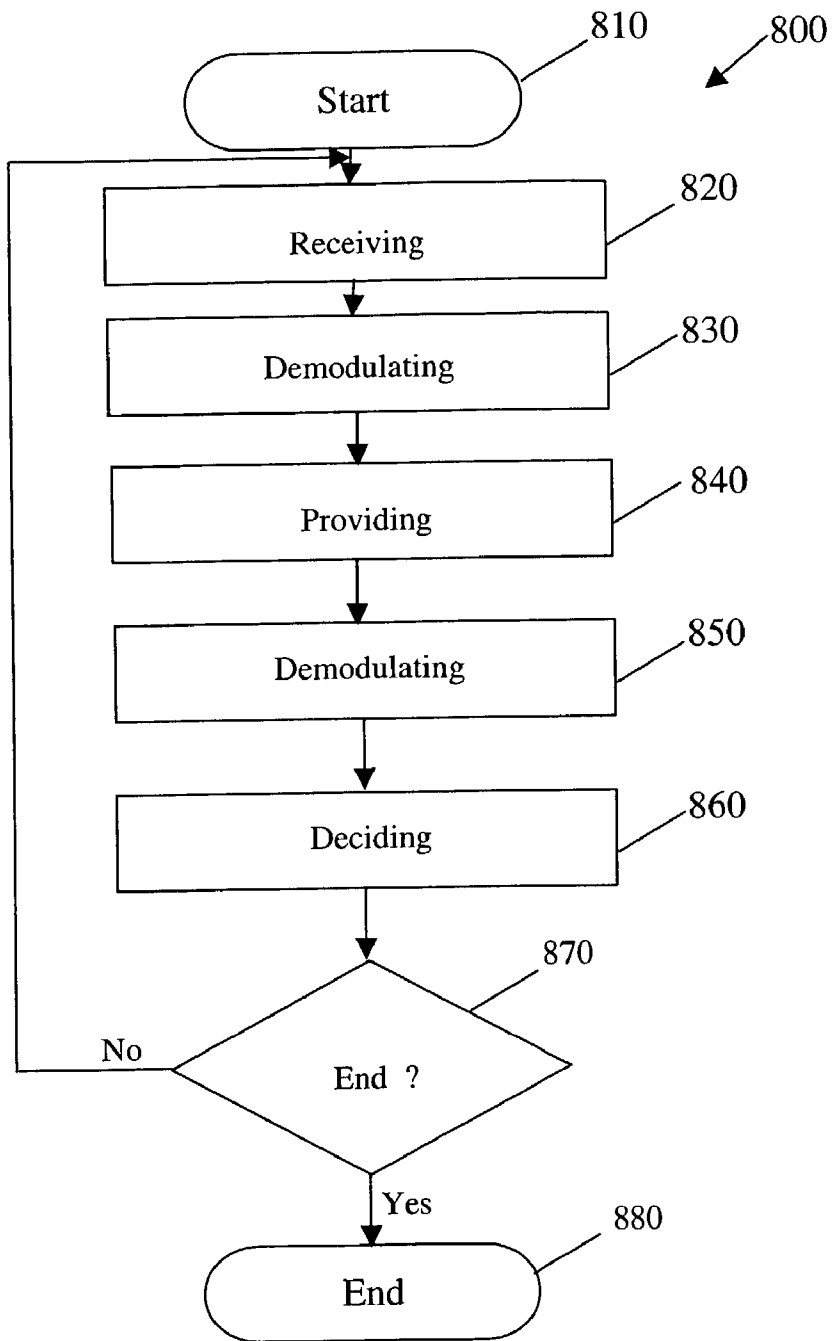 810
800
Start
820
Receiving
830
Demodulating
840
Providing
850
Demodulating
860
Deciding
870
No
End ?
Yes
880
End